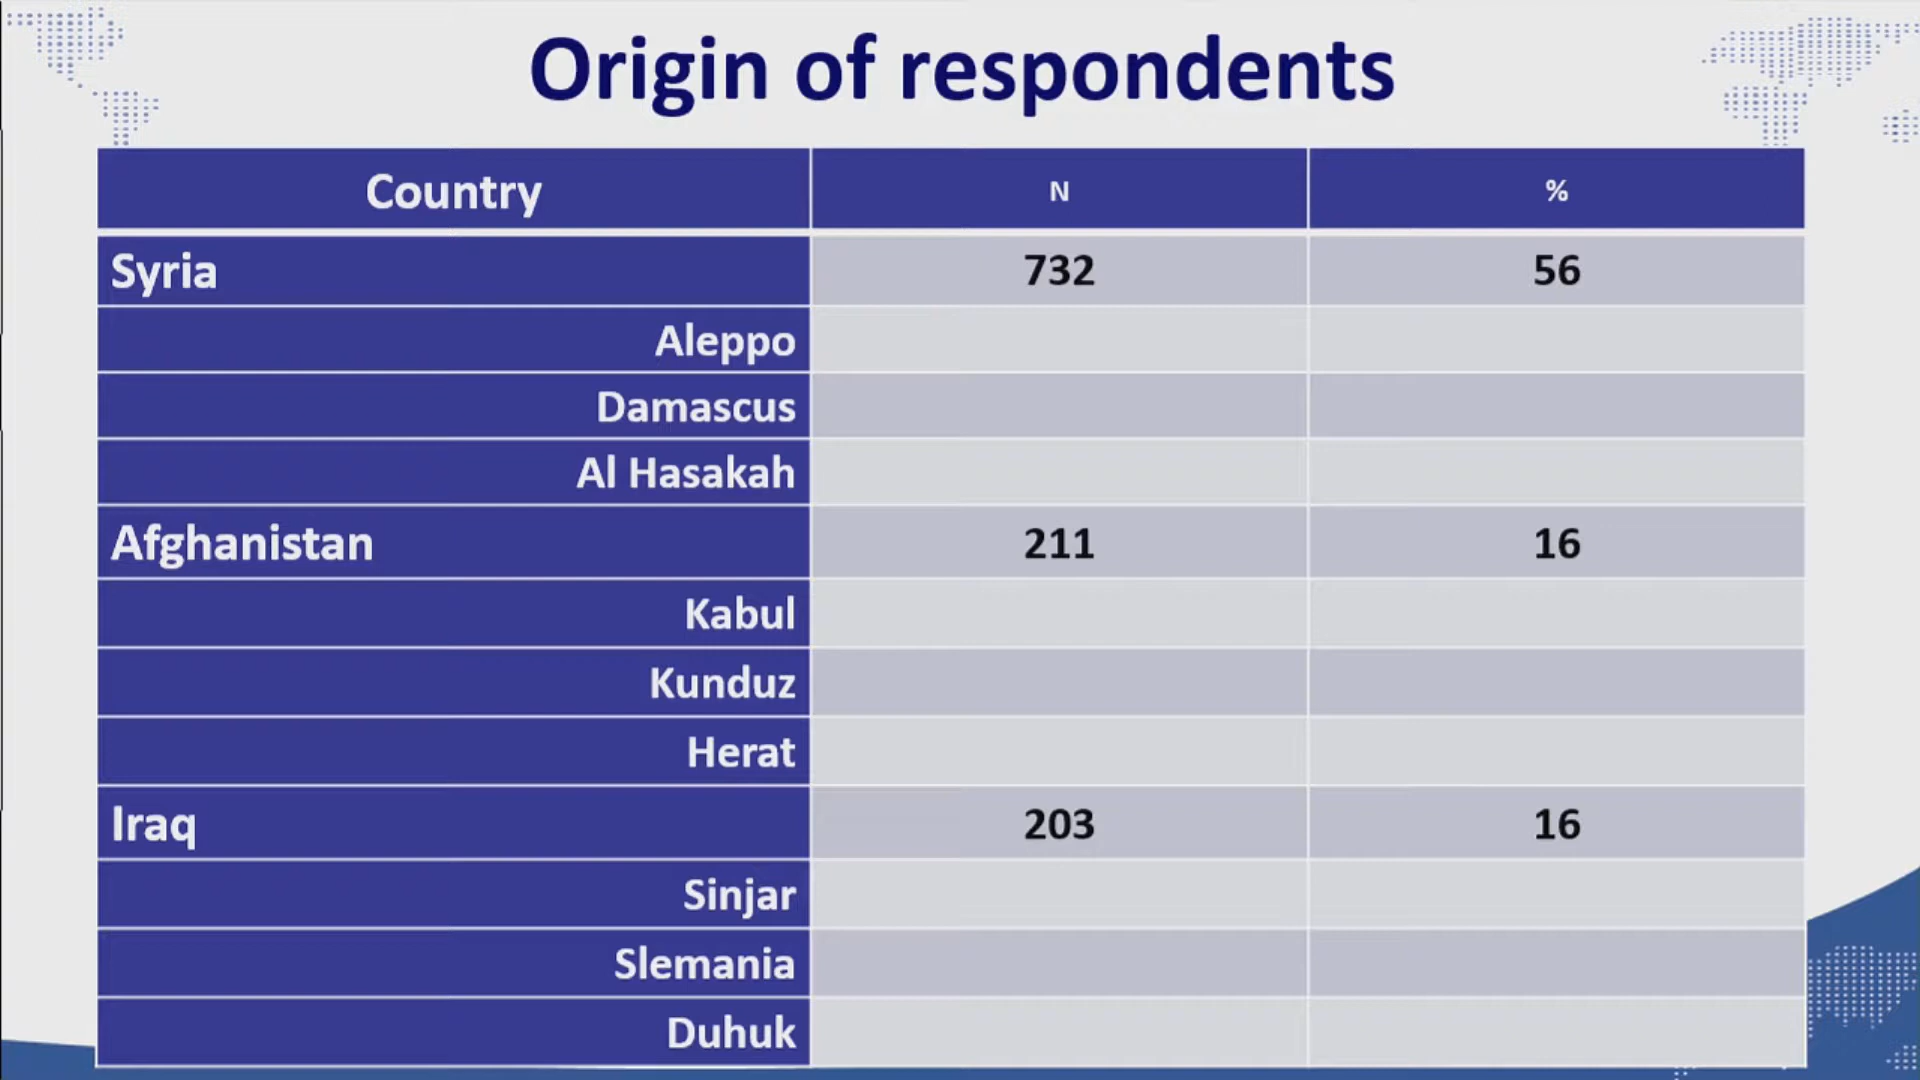 Origin of respondents
Country N %
Syria 732 56
Aleppo
Damascus
Al Hasakah
Afghanistan 211 16
Kabul
Kunduz
Herat
Iraq 203 16
Sinjar
Slemania
Duhuk